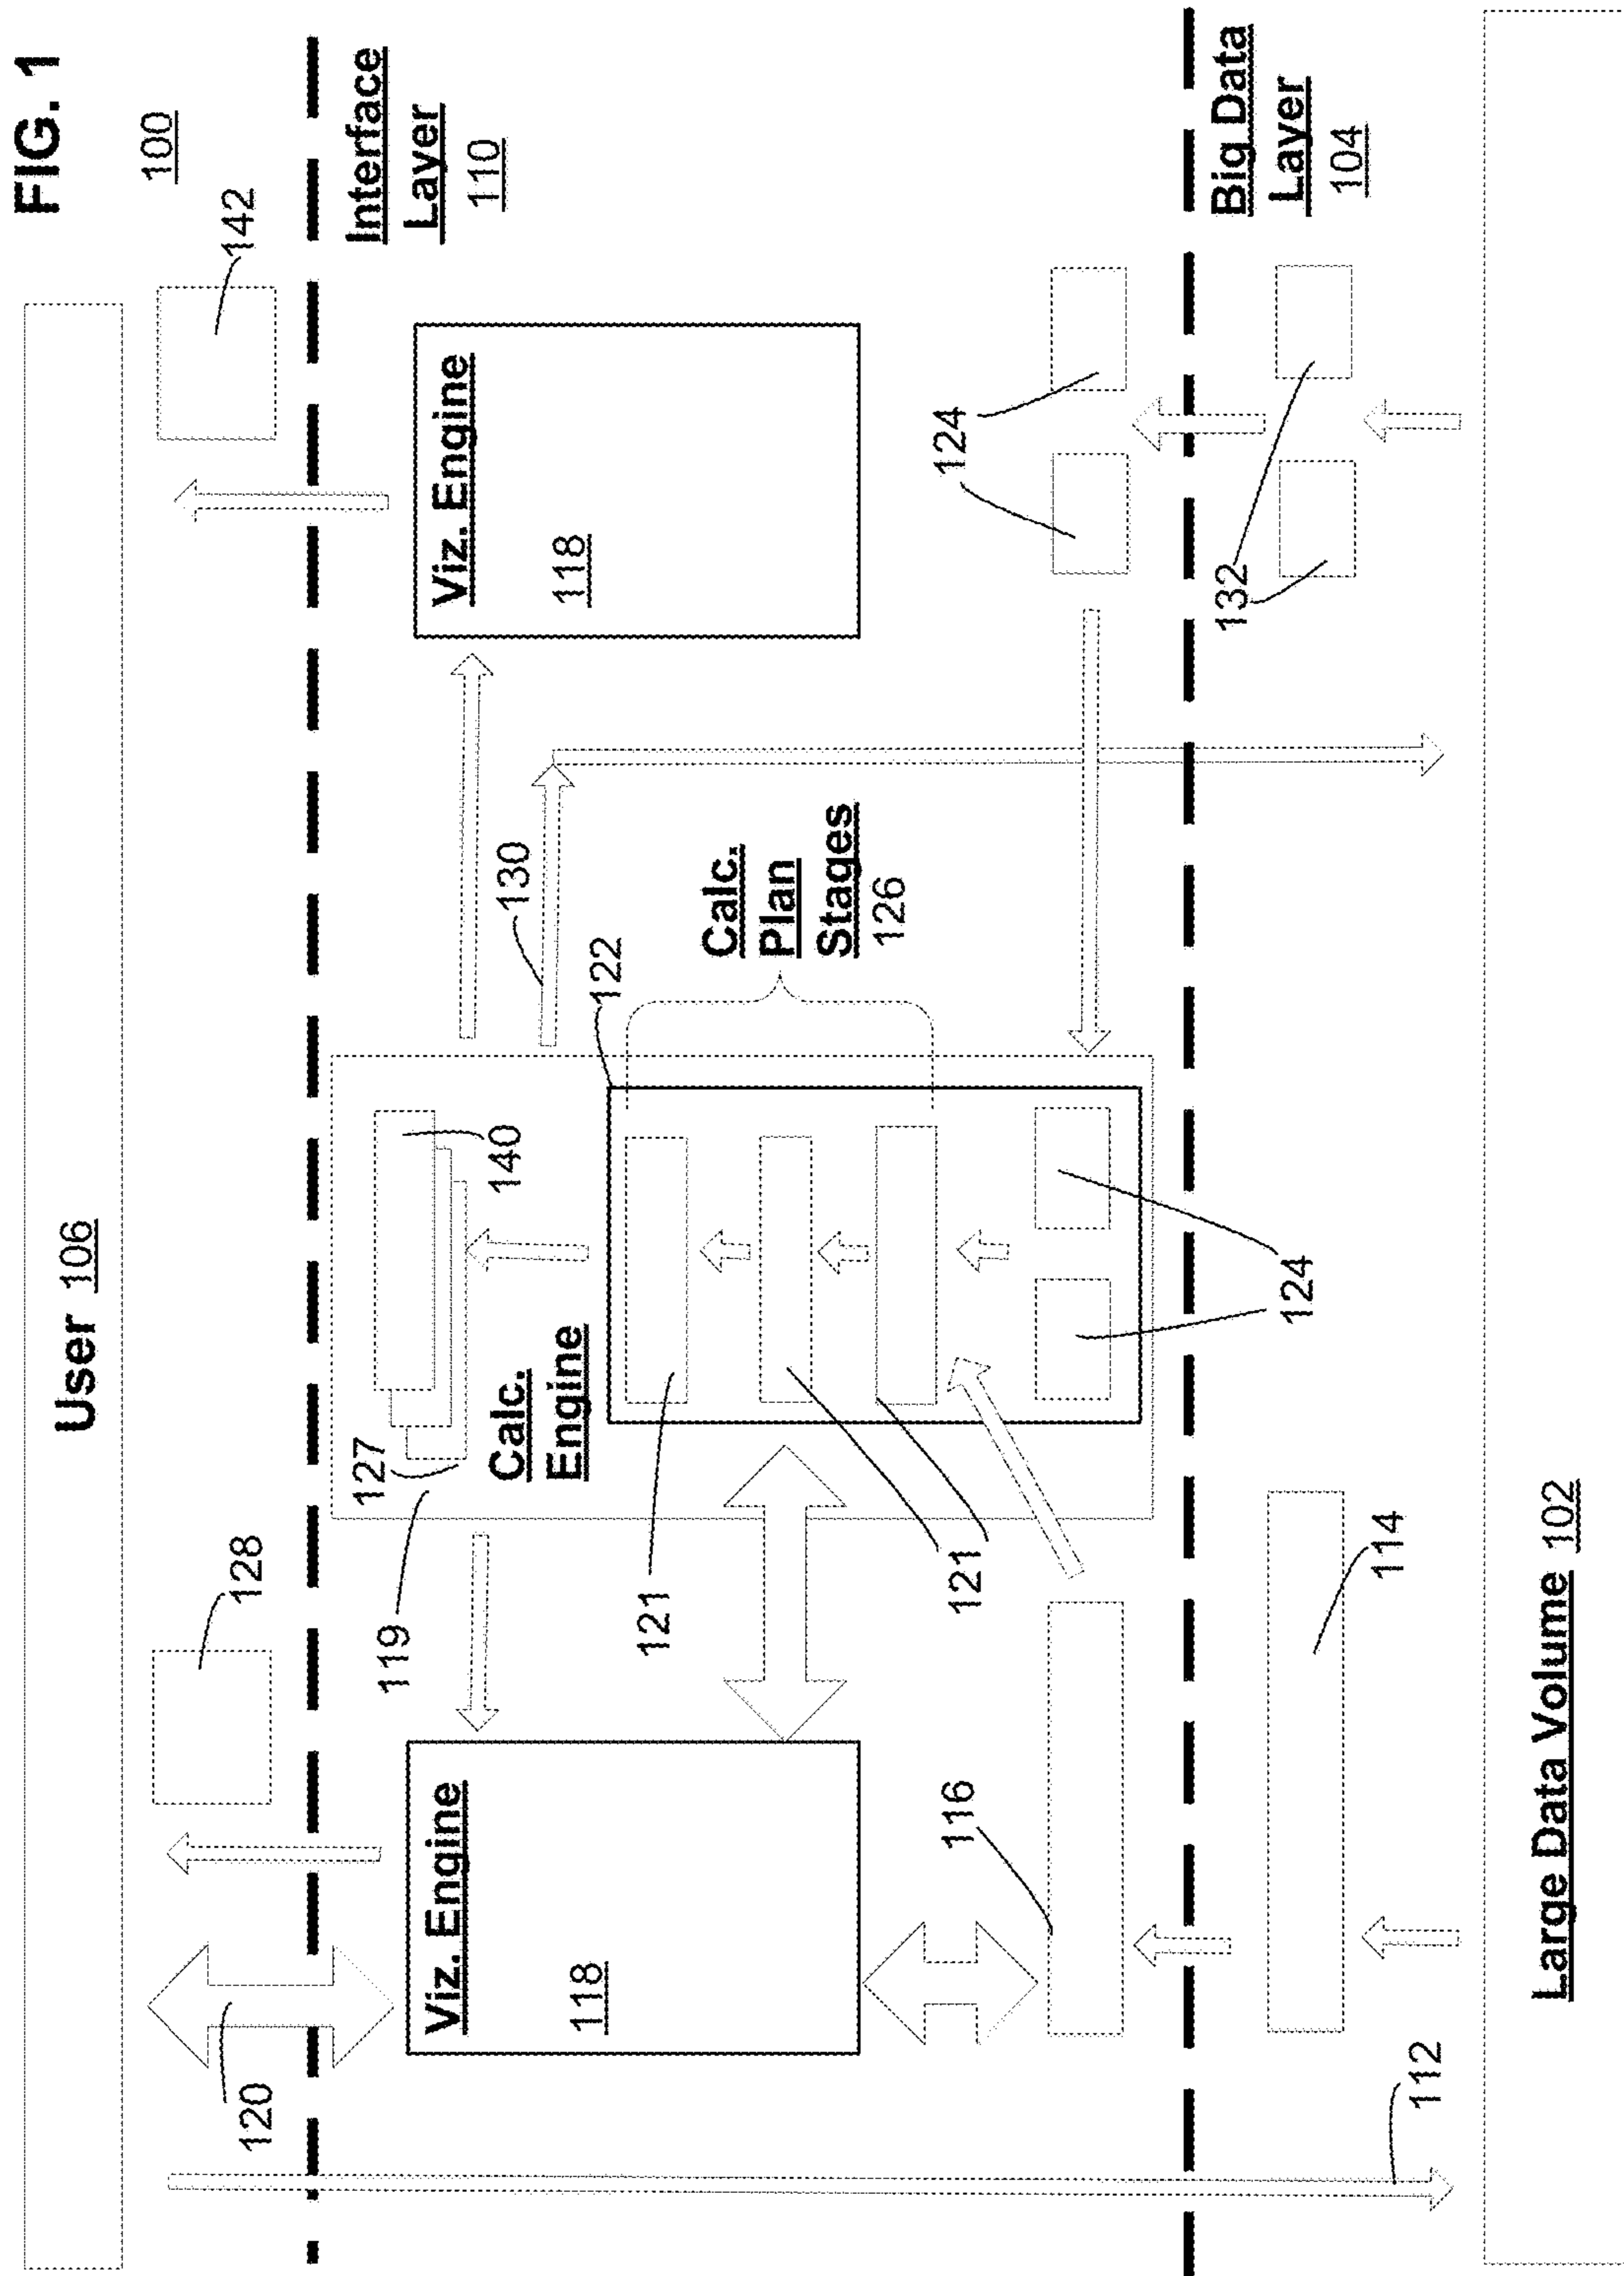 FIG. 1
User 106
100
120
128
142
Interface
Layer
110
119
127
Viz. Engine
118
Calc.
Engine
140
130
Viz. Engine
118
122
121
Calc.
Plan
Stages
126
116
121
124
124
132
Big Data
Layer
104
112
114
Large Data Volume 102